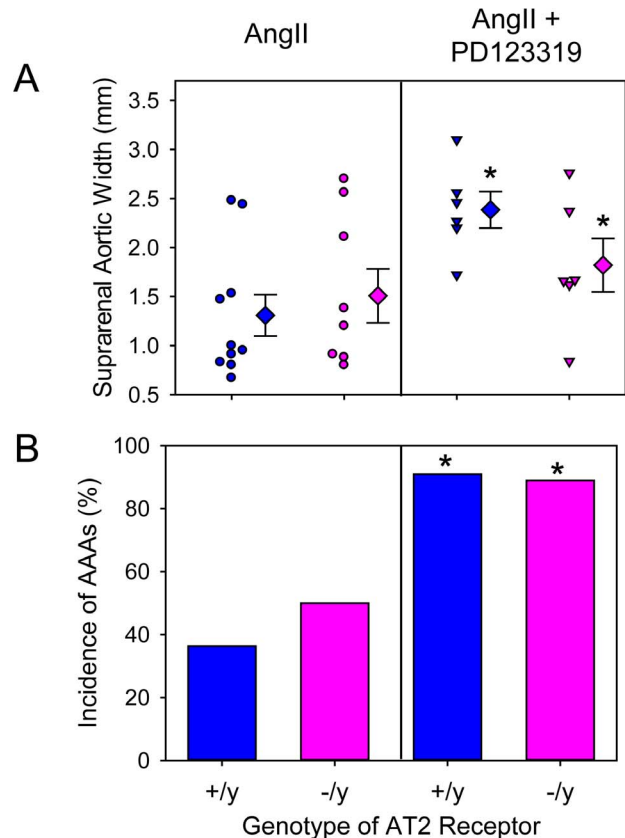 AngII
AngII +
PD123319
A
Suprarenal Aortic Width (mm)
3.5
3.0
2.5
2.0
1.5
1.0
0.5
*
*
B
Incidence of AAAs (%)
100
80
60
40
20
0
*
*
+/y
-/y
+/y
-/y
Genotype of AT2 Receptor